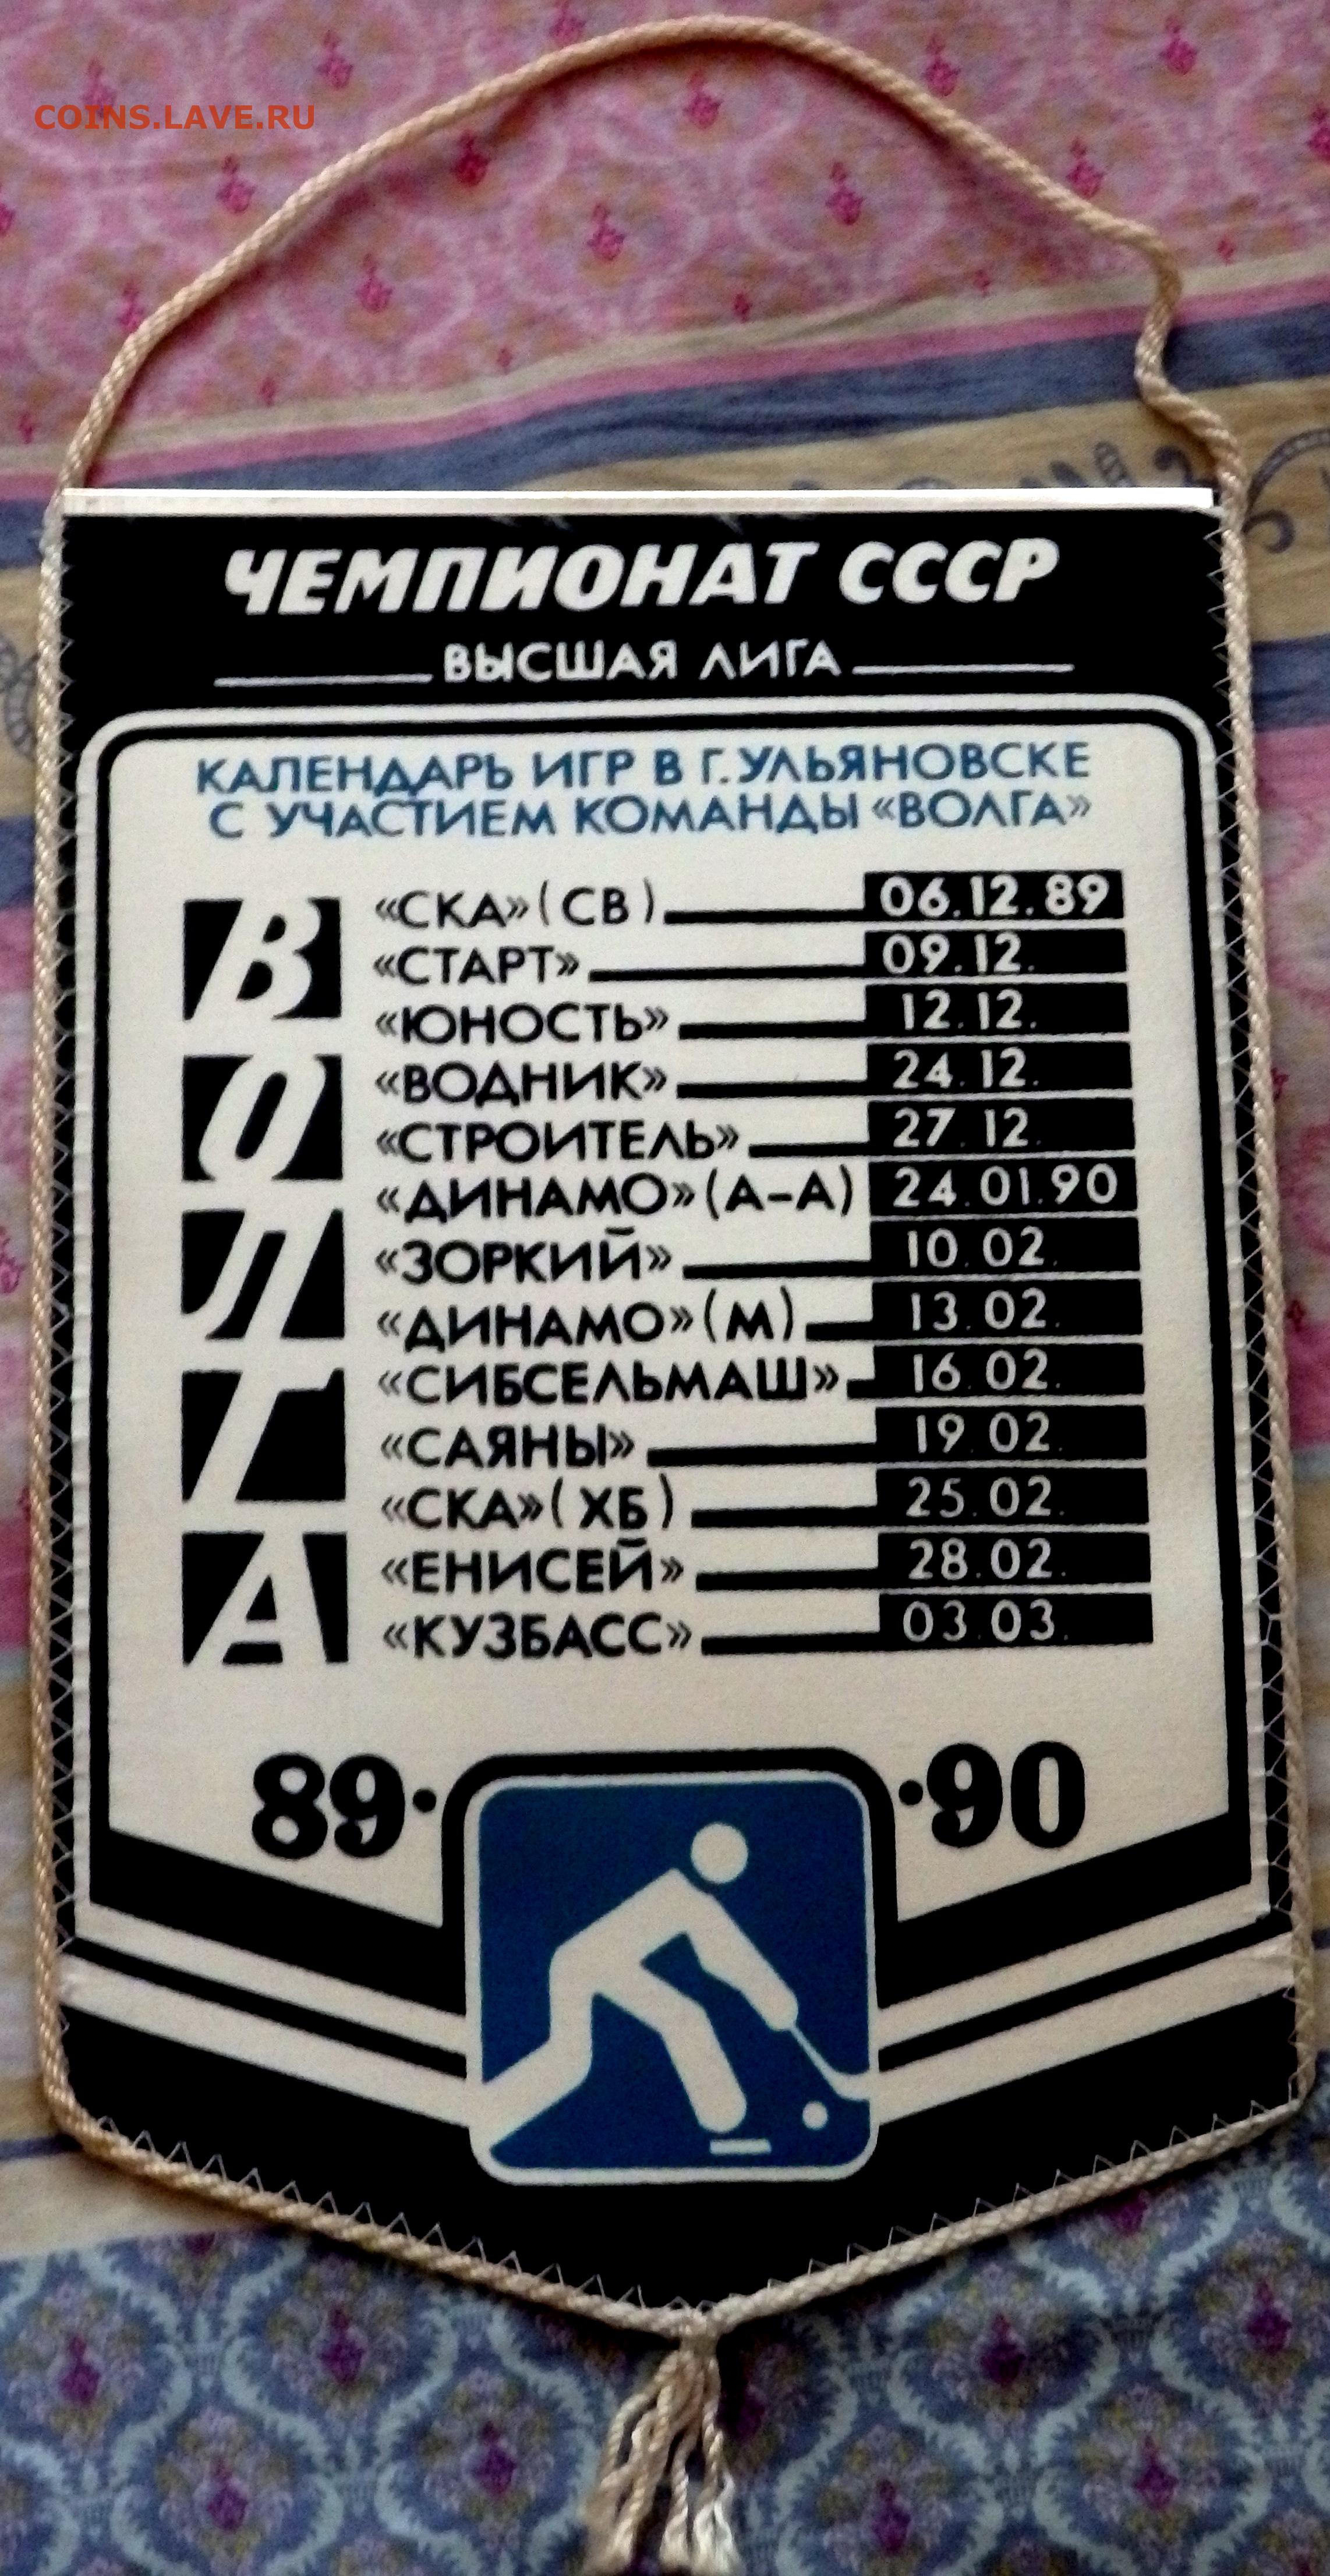 COINS.LAVE.RU
ЧЕМПИОНАТ СССР
ВЫСШАЯ ЛИГА
КАЛЕНДАРЬ ИГР В Г. УЛЬЯНОВСКЕ
С УЧАСТИЕМ КОМАНДЫ «ВОЛГА»
ВОЛГА
«СКА» (СВ) 06.12.89
«СТАРТ» 09.12.
«ЮНОСТЬ» 12.12.
«ВОДНИК» 24.12.
«СТРОИТЕЛЬ» 27.12.
«ДИНАМО» (А-А) 24.01.90
«ЗОРКИЙ» 10.02.
«ДИНАМО» (М) 13.02.
«СИБСЕЛЬМАШ» 16.02.
«САЯНЫ» 19.02.
«СКА» (ХБ) 25.02.
«ЕНИСЕЙ» 28.02.
«КУЗБАСС» 03.03.
89· ·90